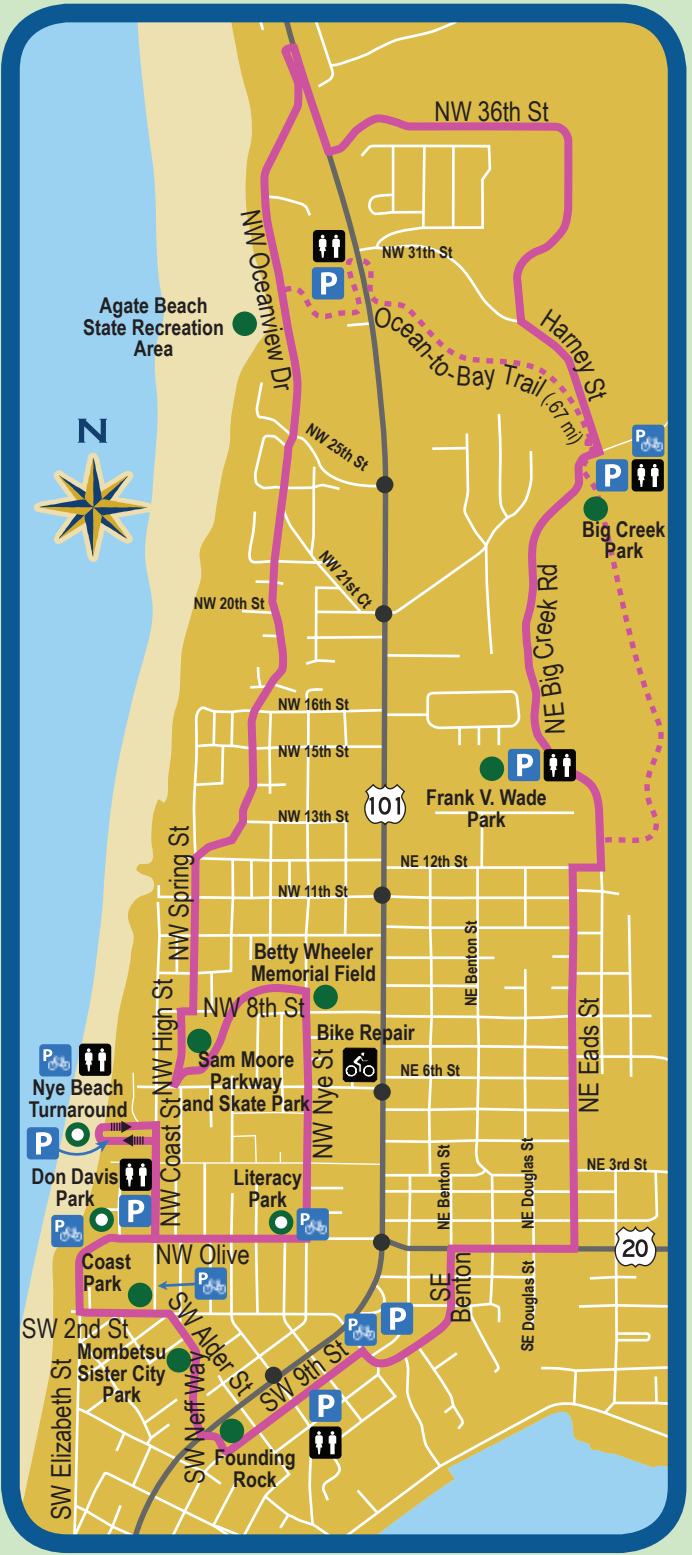 NW 36th St
NW Oceanview Dr
NW 31th St
P
Agate Beach
State Recreation
Area
Ocean-to-Bay Trail (.67 mi)
Harney St
N
NW 25th St
P
P
Big Creek
Park
NW 21st Ct
NW 20th St
NE Big Creek Rd
NW 16th St
NW 15th St
P
Frank V. Wade
Park
101
NW 13th St
NW Spring St
NE 12th St
NW 11th St
NE Benton St
Betty Wheeler
Memorial Field
NW High St
NW 8th St
NE Eads St
Bike Repair
Sam Moore
Parkway
and Skate Park
NW Nye St
NE 6th St
P
Nye Beach
Turnaround
P
NW Coast St
Don Davis
Park
P
P
Literacy
Park
P
NE Benton St
NE Douglas St
NE 3rd St
20
NW Olive
Coast
Park
P
SE
Benton
SE Douglas St
SW 2nd St
SW Alder St
P
P
Mombetsu
Sister City
Park
SW 9th St
SW Elizabeth St
SW Neff Way
P
Founding
Rock